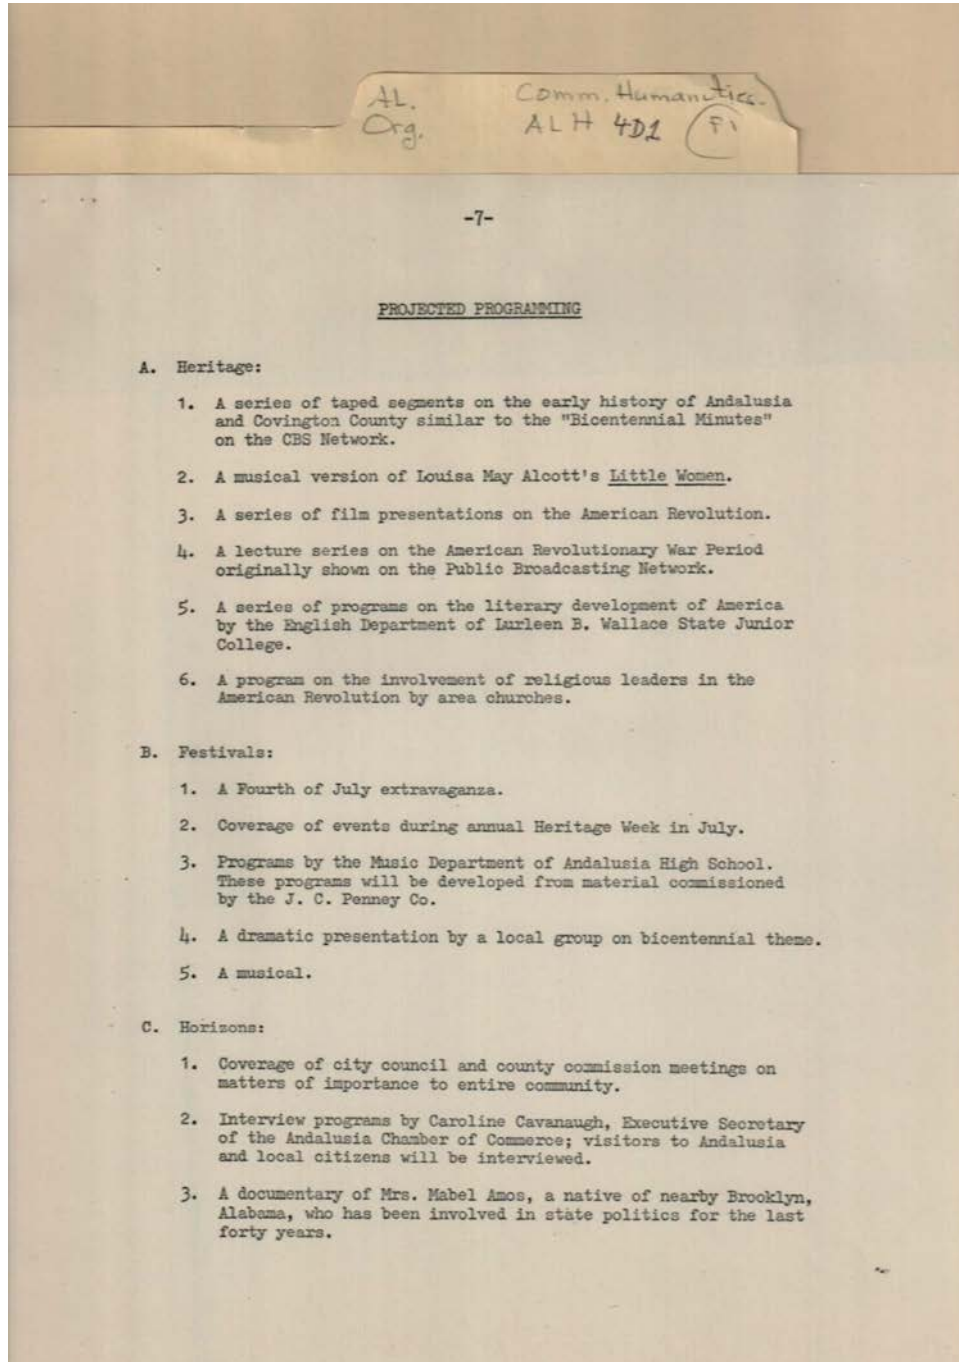 AL. Comm. Humanities.
Org. ALH 4D1 F1
-7-
PROJECTED PROGRAMMING
A. Heritage:
1. A series of taped segments on the early history of Andalusia
and Covington County similar to the "Bicentennial Minutes"
on the CBS Network.
2. A musical version of Louisa May Alcott's Little Women.
3. A series of film presentations on the American Revolution.
4. A lecture series on the American Revolutionary War Period
originally shown on the Public Broadcasting Network.
5. A series of programs on the literary development of America
by the English Department of Lurleen B. Wallace State Junior
College.
6. A program on the involvement of religious leaders in the
American Revolution by area churches.
B. Festivals:
1. A Fourth of July extravaganza.
2. Coverage of events during annual Heritage Week in July.
3. Programs by the Music Department of Andalusia High School.
These programs will be developed from material commissioned
by the J. C. Penney Co.
4. A dramatic presentation by a local group on bicentennial theme.
5. A musical.
C. Horizons:
1. Coverage of city council and county commission meetings on
matters of importance to entire community.
2. Interview programs by Caroline Cavanaugh, Executive Secretary
of the Andalusia Chamber of Commerce; visitors to Andalusia
and local citizens will be interviewed.
3. A documentary of Mrs. Mabel Amos, a native of nearby Brooklyn,
Alabama, who has been involved in state politics for the last
forty years.